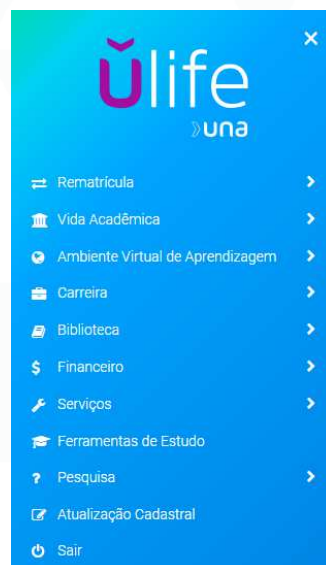 ŭlife
una
Rematrícula
Vida Acadêmica
Ambiente Virtual de Aprendizagem
Carreira
Biblioteca
Financeiro
Serviços
Ferramentas de Estudo
Pesquisa
Atualização Cadastral
Sair